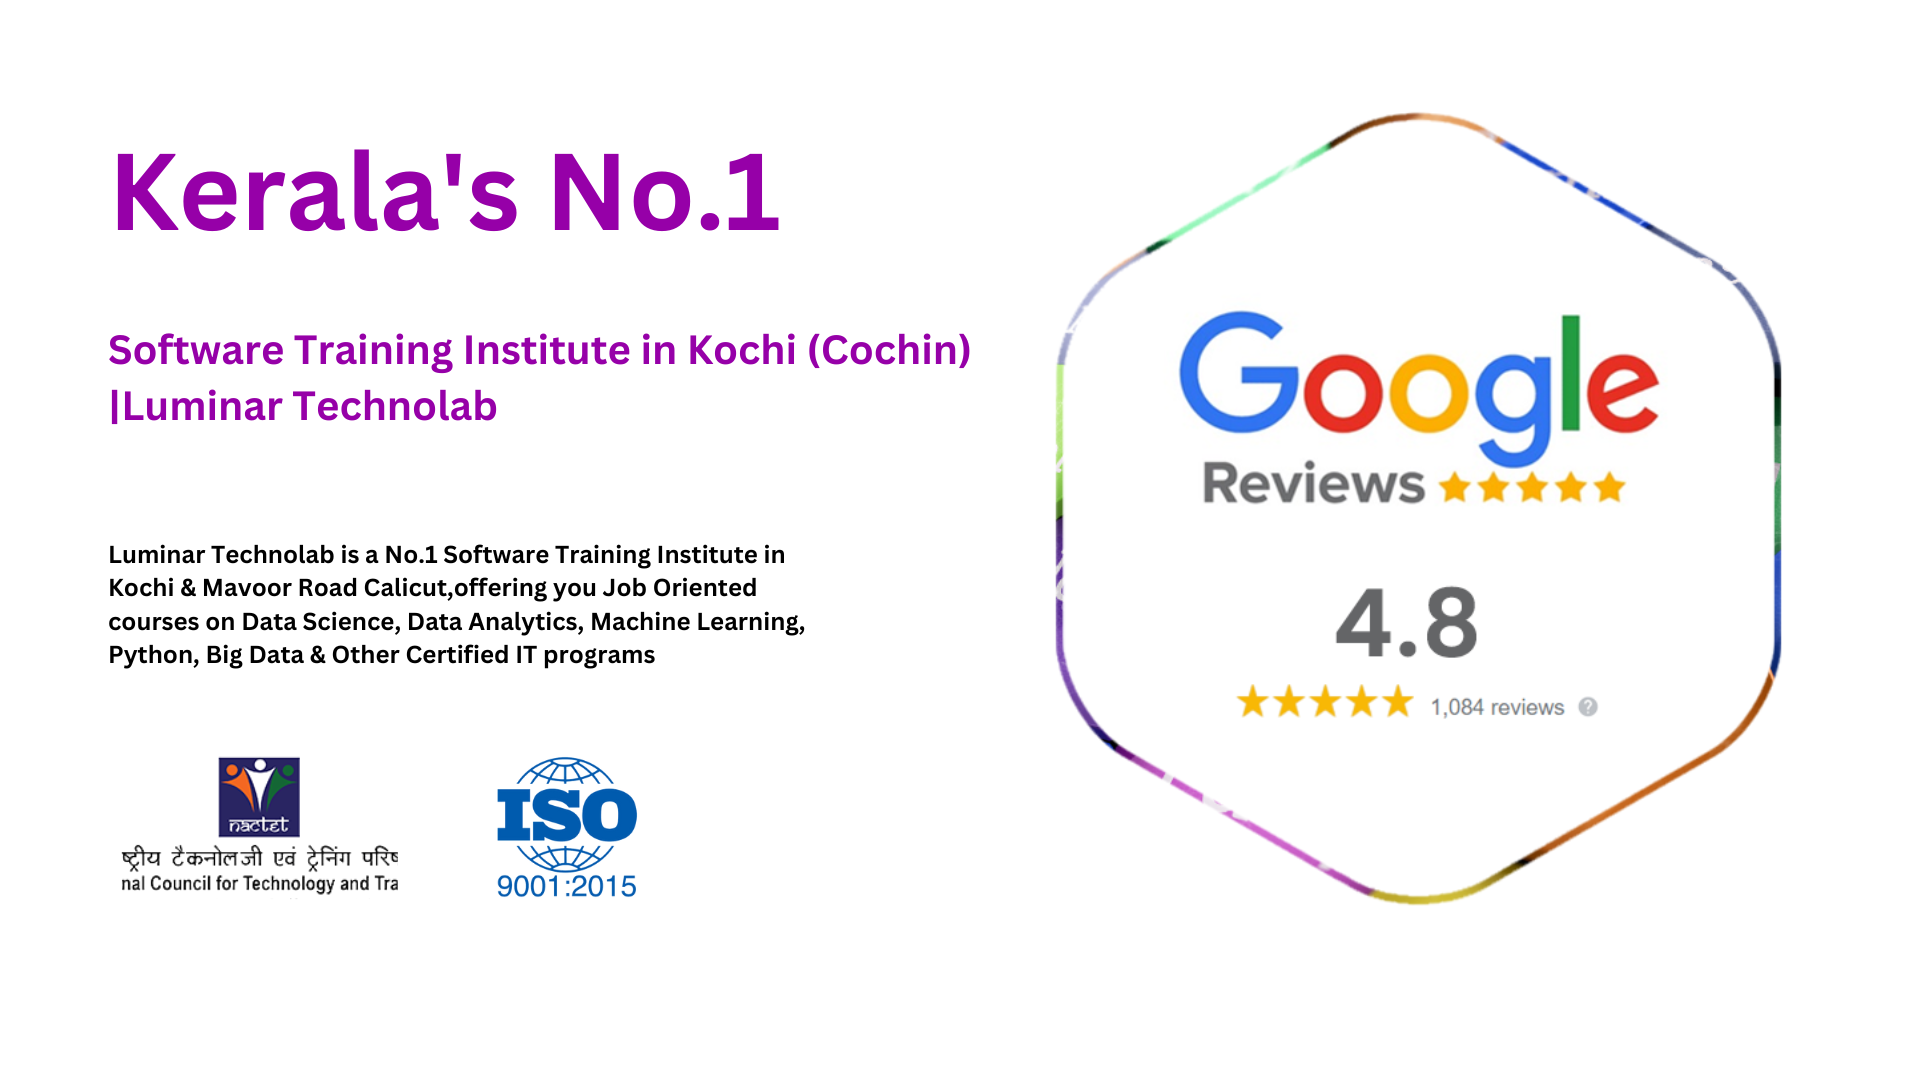 Kerala's No.1
Software Training Institute in Kochi (Cochin)
|Luminar Technolab
Luminar Technolab is a No.1 Software Training Institute in
Kochi & Mavoor Road Calicut,offering you Job Oriented
courses on Data Science, Data Analytics, Machine Learning,
Python, Big Data & Other Certified IT programs
nactet
ष्ट्रीय टैकनोलजी एवं ट्रेनिंग परिष
nal Council for Technology and Tra
ISO
9001:2015
Google
Reviews
4.8
1,084 reviews
?